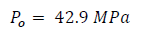 Pₒ = 42.9 MPa